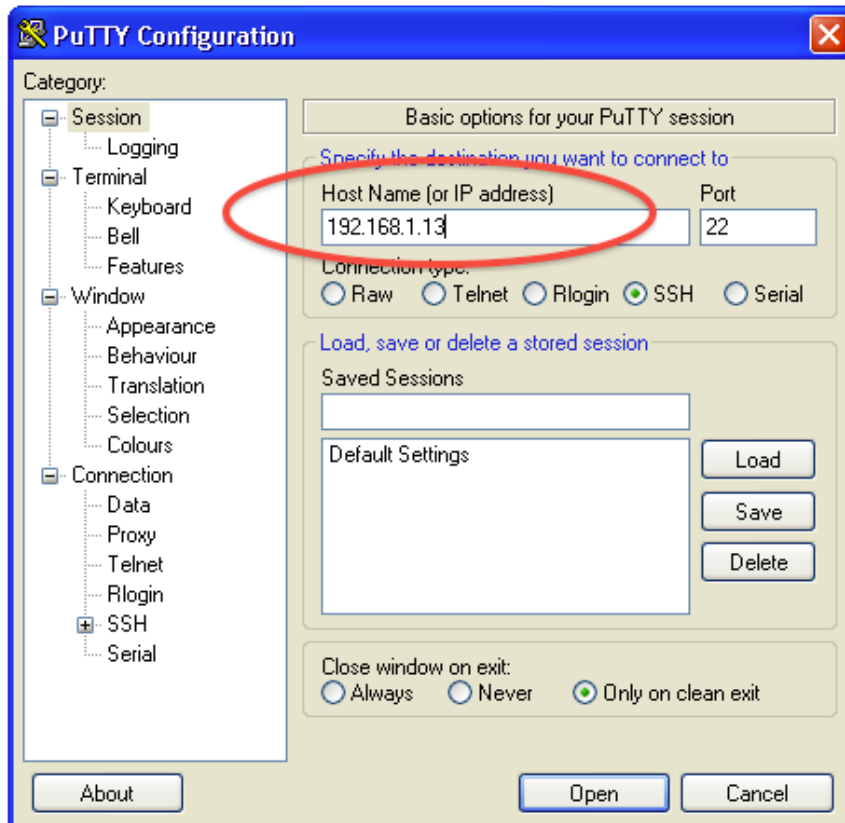 PuTTY Configuration
Category:
Session
Logging
Terminal
Keyboard
Bell
Features
Window
Appearance
Behaviour
Translation
Selection
Colours
Connection
Data
Proxy
Telnet
Rlogin
SSH
Serial
Basic options for your PuTTY session
Specify the destination you want to connect to
Host Name (or IP address) Port
192.168.1.13 22
Connection type:
Raw Telnet Rlogin SSH Serial
Load, save or delete a stored session
Saved Sessions
Default Settings
Load
Save
Delete
Close window on exit:
Always Never Only on clean exit
About Open Cancel